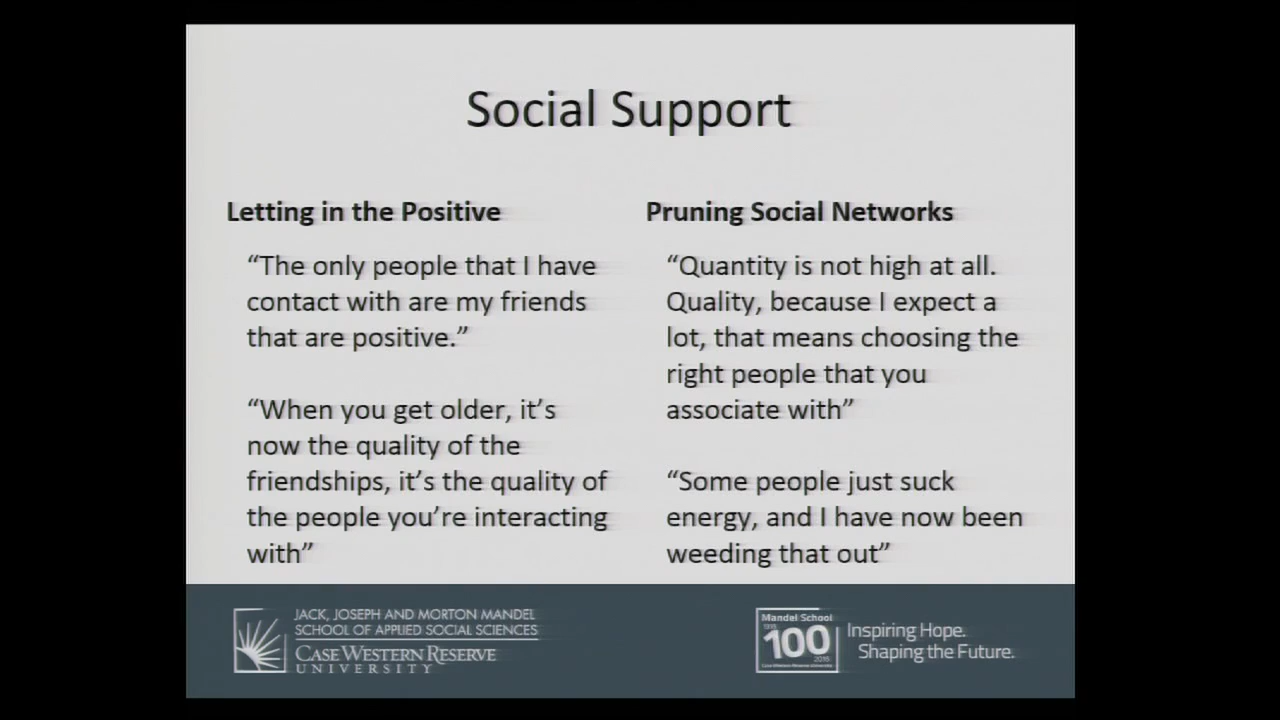 Social Support
Letting in the Positive
“The only people that I have
contact with are my friends
that are positive.”
“When you get older, it’s
now the quality of the
friendships, it’s the quality of
the people you’re interacting
with”
Pruning Social Networks
“Quantity is not high at all.
Quality, because I expect a
lot, that means choosing the
right people that you
associate with”
“Some people just suck
energy, and I have now been
weeding that out”
JACK, JOSEPH AND MORTON MANDEL
SCHOOL OF APPLIED SOCIAL SCIENCES
CASE WESTERN RESERVE
UNIVERSITY
Mandel School
100
Case Western Reserve University
Inspiring Hope.
Shaping the Future.